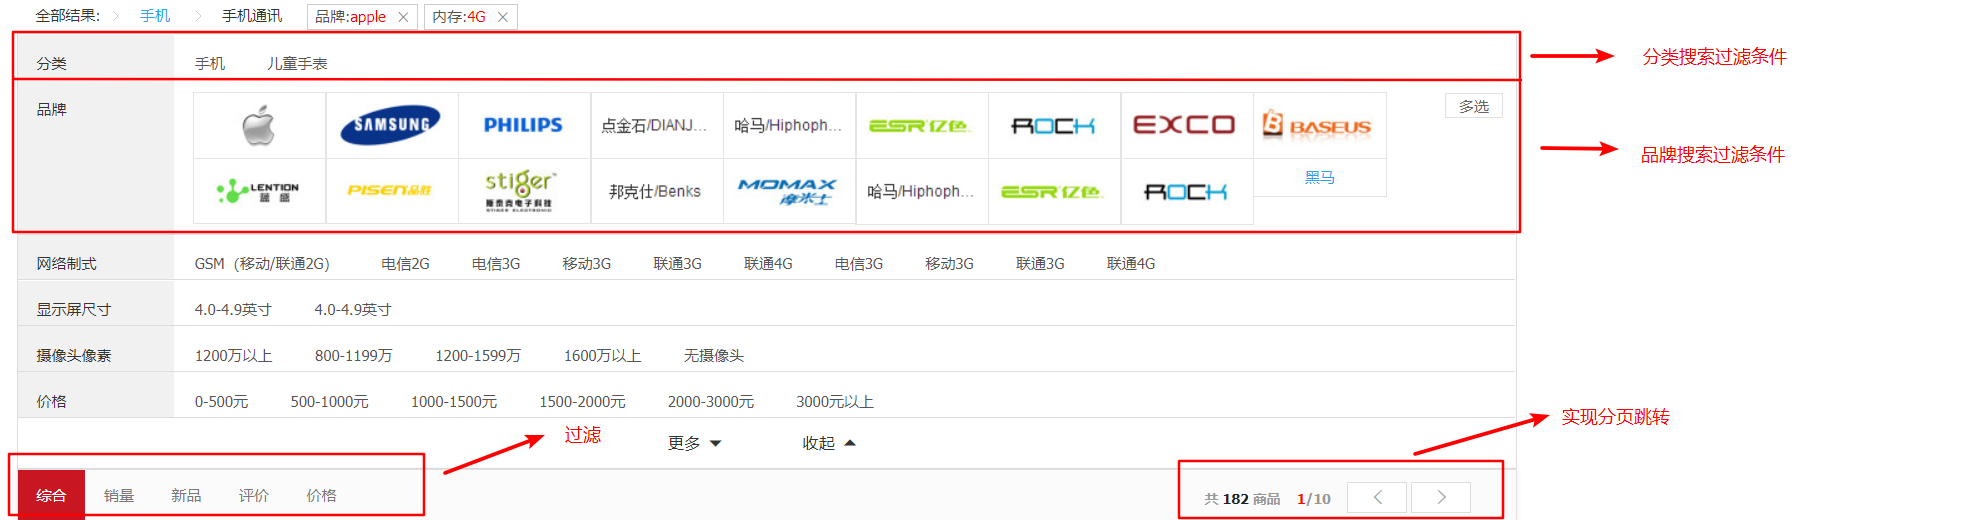 全部结果: 手机 手机通讯 品牌:apple × 内存:4G ×
分类 手机 儿童手表
分类搜索过滤条件
品牌
SAMSUNG PHILIPS 点金石/DIANJ... 哈马/Hiphoph... ESR亿色 ROCK EXCO BASEUS
多选
品牌搜索过滤条件
LENTION 蓝盛 PISEN品胜 stiger 斯泰克电子科技 STIGER ELECTRONIC 邦克仕/Benks MOMAX 摩米士 哈马/Hiphoph... ESR亿色 ROCK 黑马
网络制式 GSM（移动/联通2G) 电信2G 电信3G 移动3G 联通3G 联通4G 电信3G 移动3G 联通3G 联通4G
显示屏尺寸 4.0-4.9英寸 4.0-4.9英寸
摄像头像素 1200万以上 800-1199万 1200-1599万 1600万以上 无摄像头
价格 0-500元 500-1000元 1000-1500元 1500-2000元 2000-3000元 3000元以上
实现分页跳转
过滤
更多 收起
综合 销量 新品 评价 价格
共 182 商品 1/10